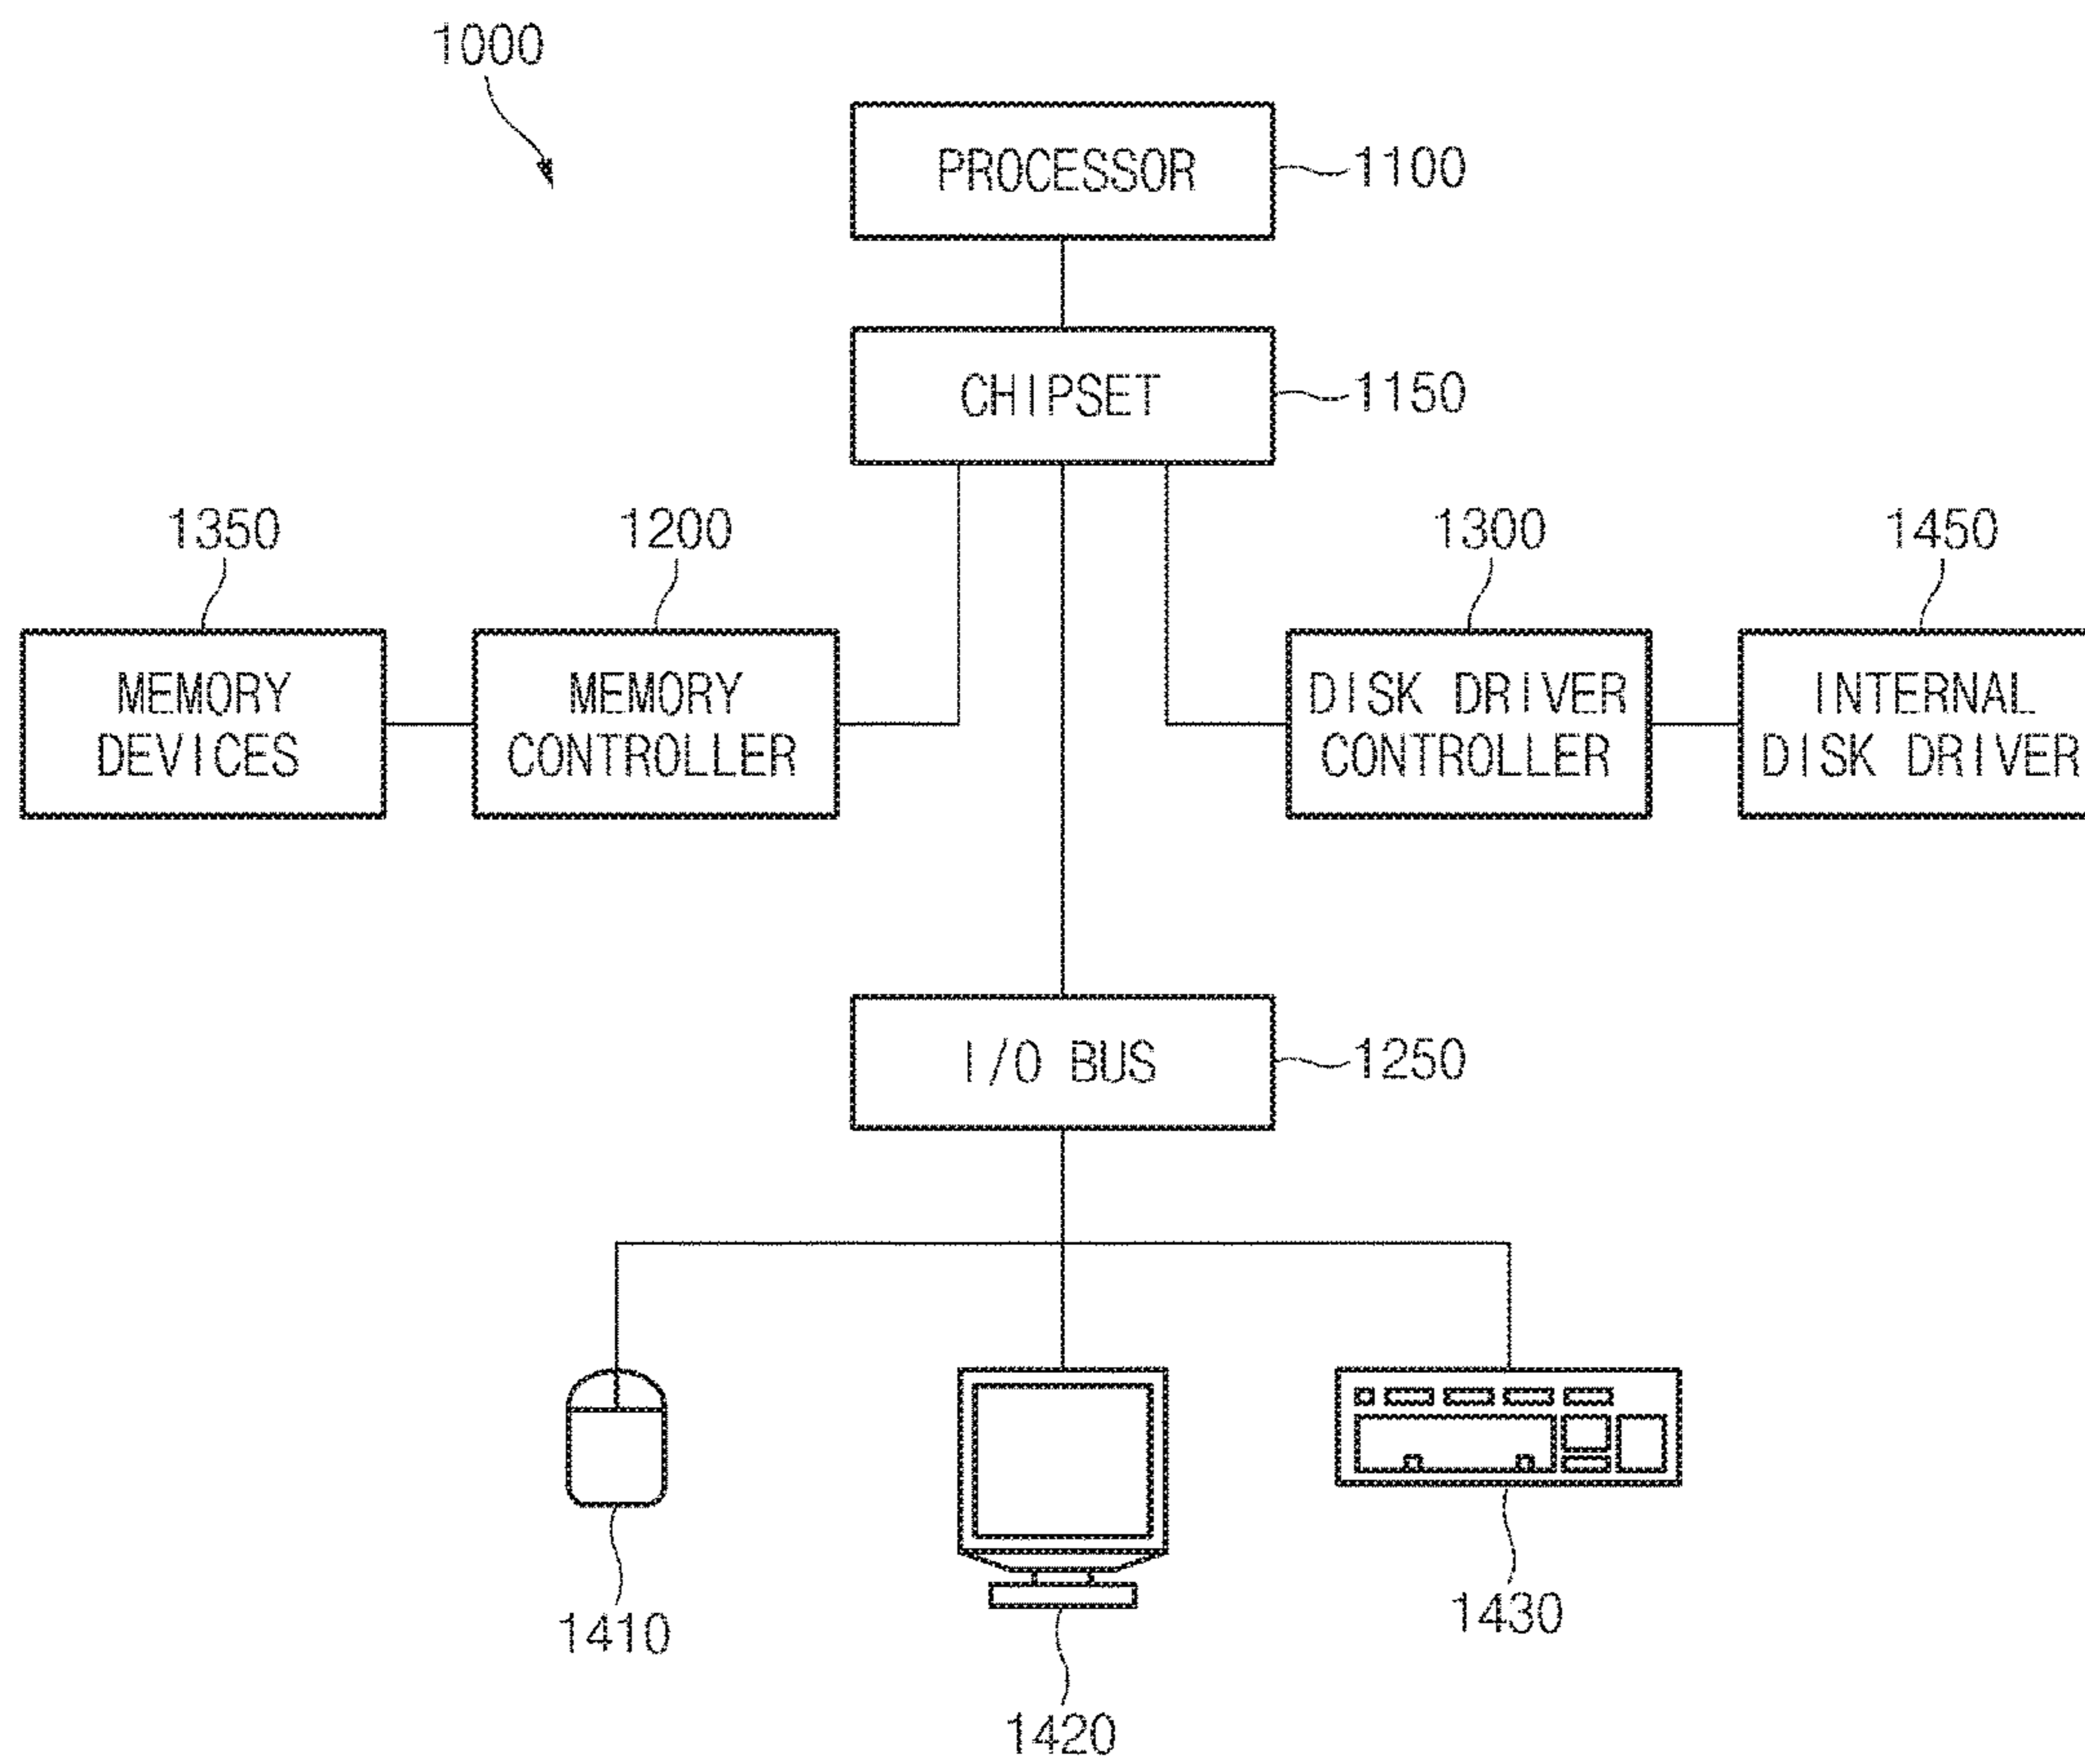 1000
PROCESSOR
1100
CHIPSET
1150
1350
1200
1300
1450
MEMORY
DEVICES
MEMORY
CONTROLLER
DISK DRIVER
CONTROLLER
INTERNAL
DISK DRIVER
I/O BUS
1250
1410
1420
1430